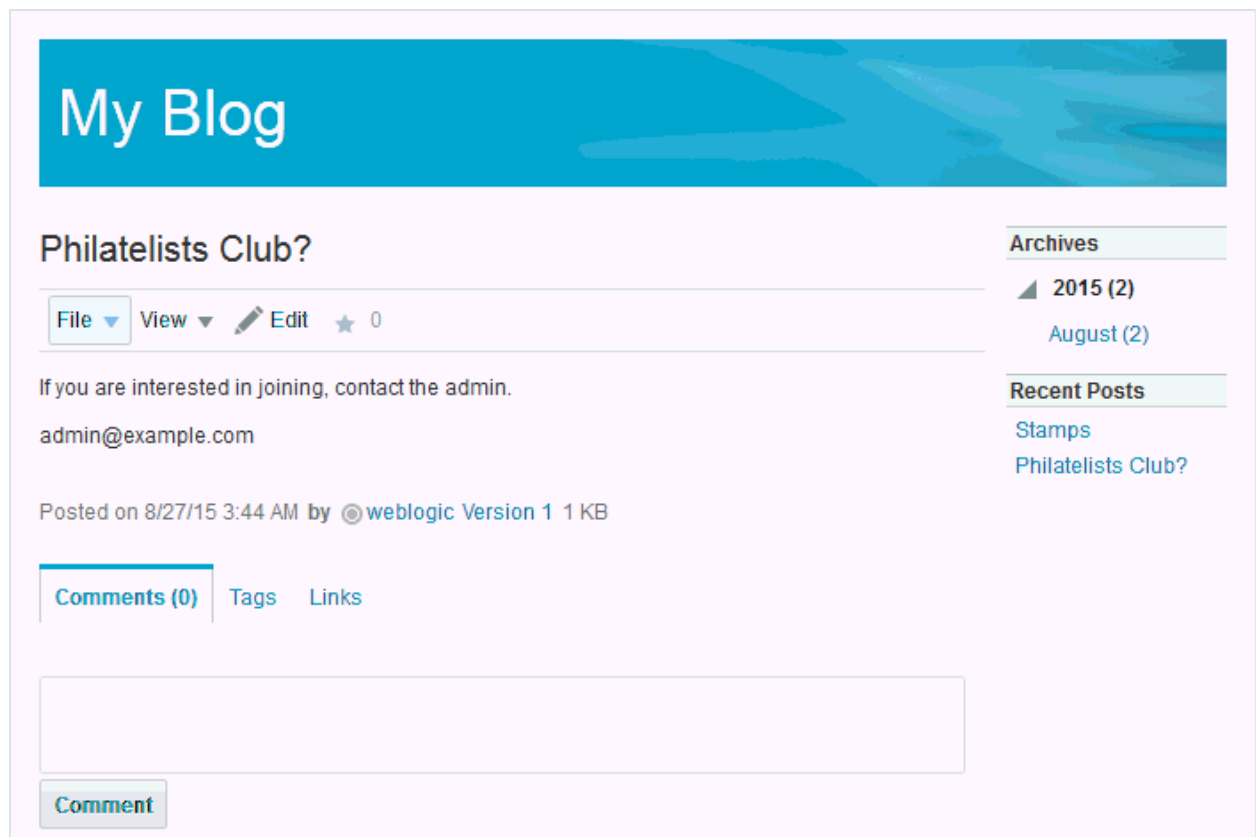 My Blog
Philatelists Club?
File View Edit 0
If you are interested in joining, contact the admin.
admin@example.com
Posted on 8/27/15 3:44 AM by weblogic Version 1 1 KB
Comments (0) Tags Links
Comment
Archives
2015 (2)
August (2)
Recent Posts
Stamps
Philatelists Club?